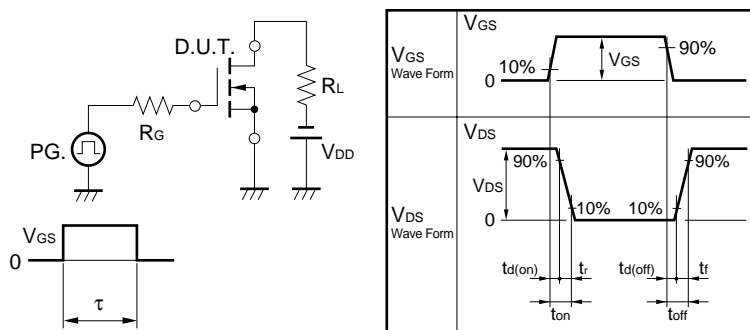 D.U.T.
RL
RG
PG.
VDD
VGS
0
τ
VGS
Wave Form
VGS
10%
VGS
90%
0
VDS
Wave Form
VDS
90%
90%
VDS
10%
10%
0
td(on)
tr
td(off)
tf
ton
toff